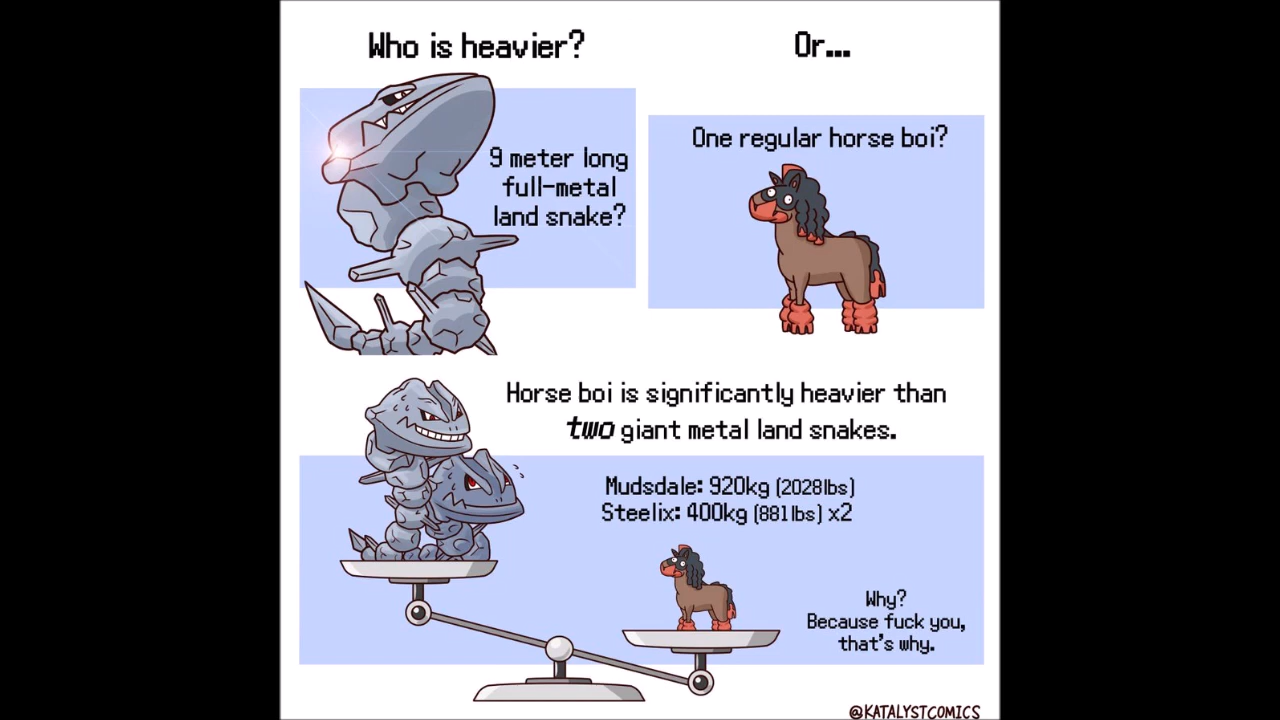 Who is heavier?
Or...
9 meter long
full-metal
land snake?
One regular horse boi?
Horse boi is significantly heavier than
two giant metal land snakes.
Mudsdale: 920kg (2028lbs)
Steelix: 400kg (881lbs) x2
Why?
Because fuck you,
that's why.
@KATALYSTCOMICS